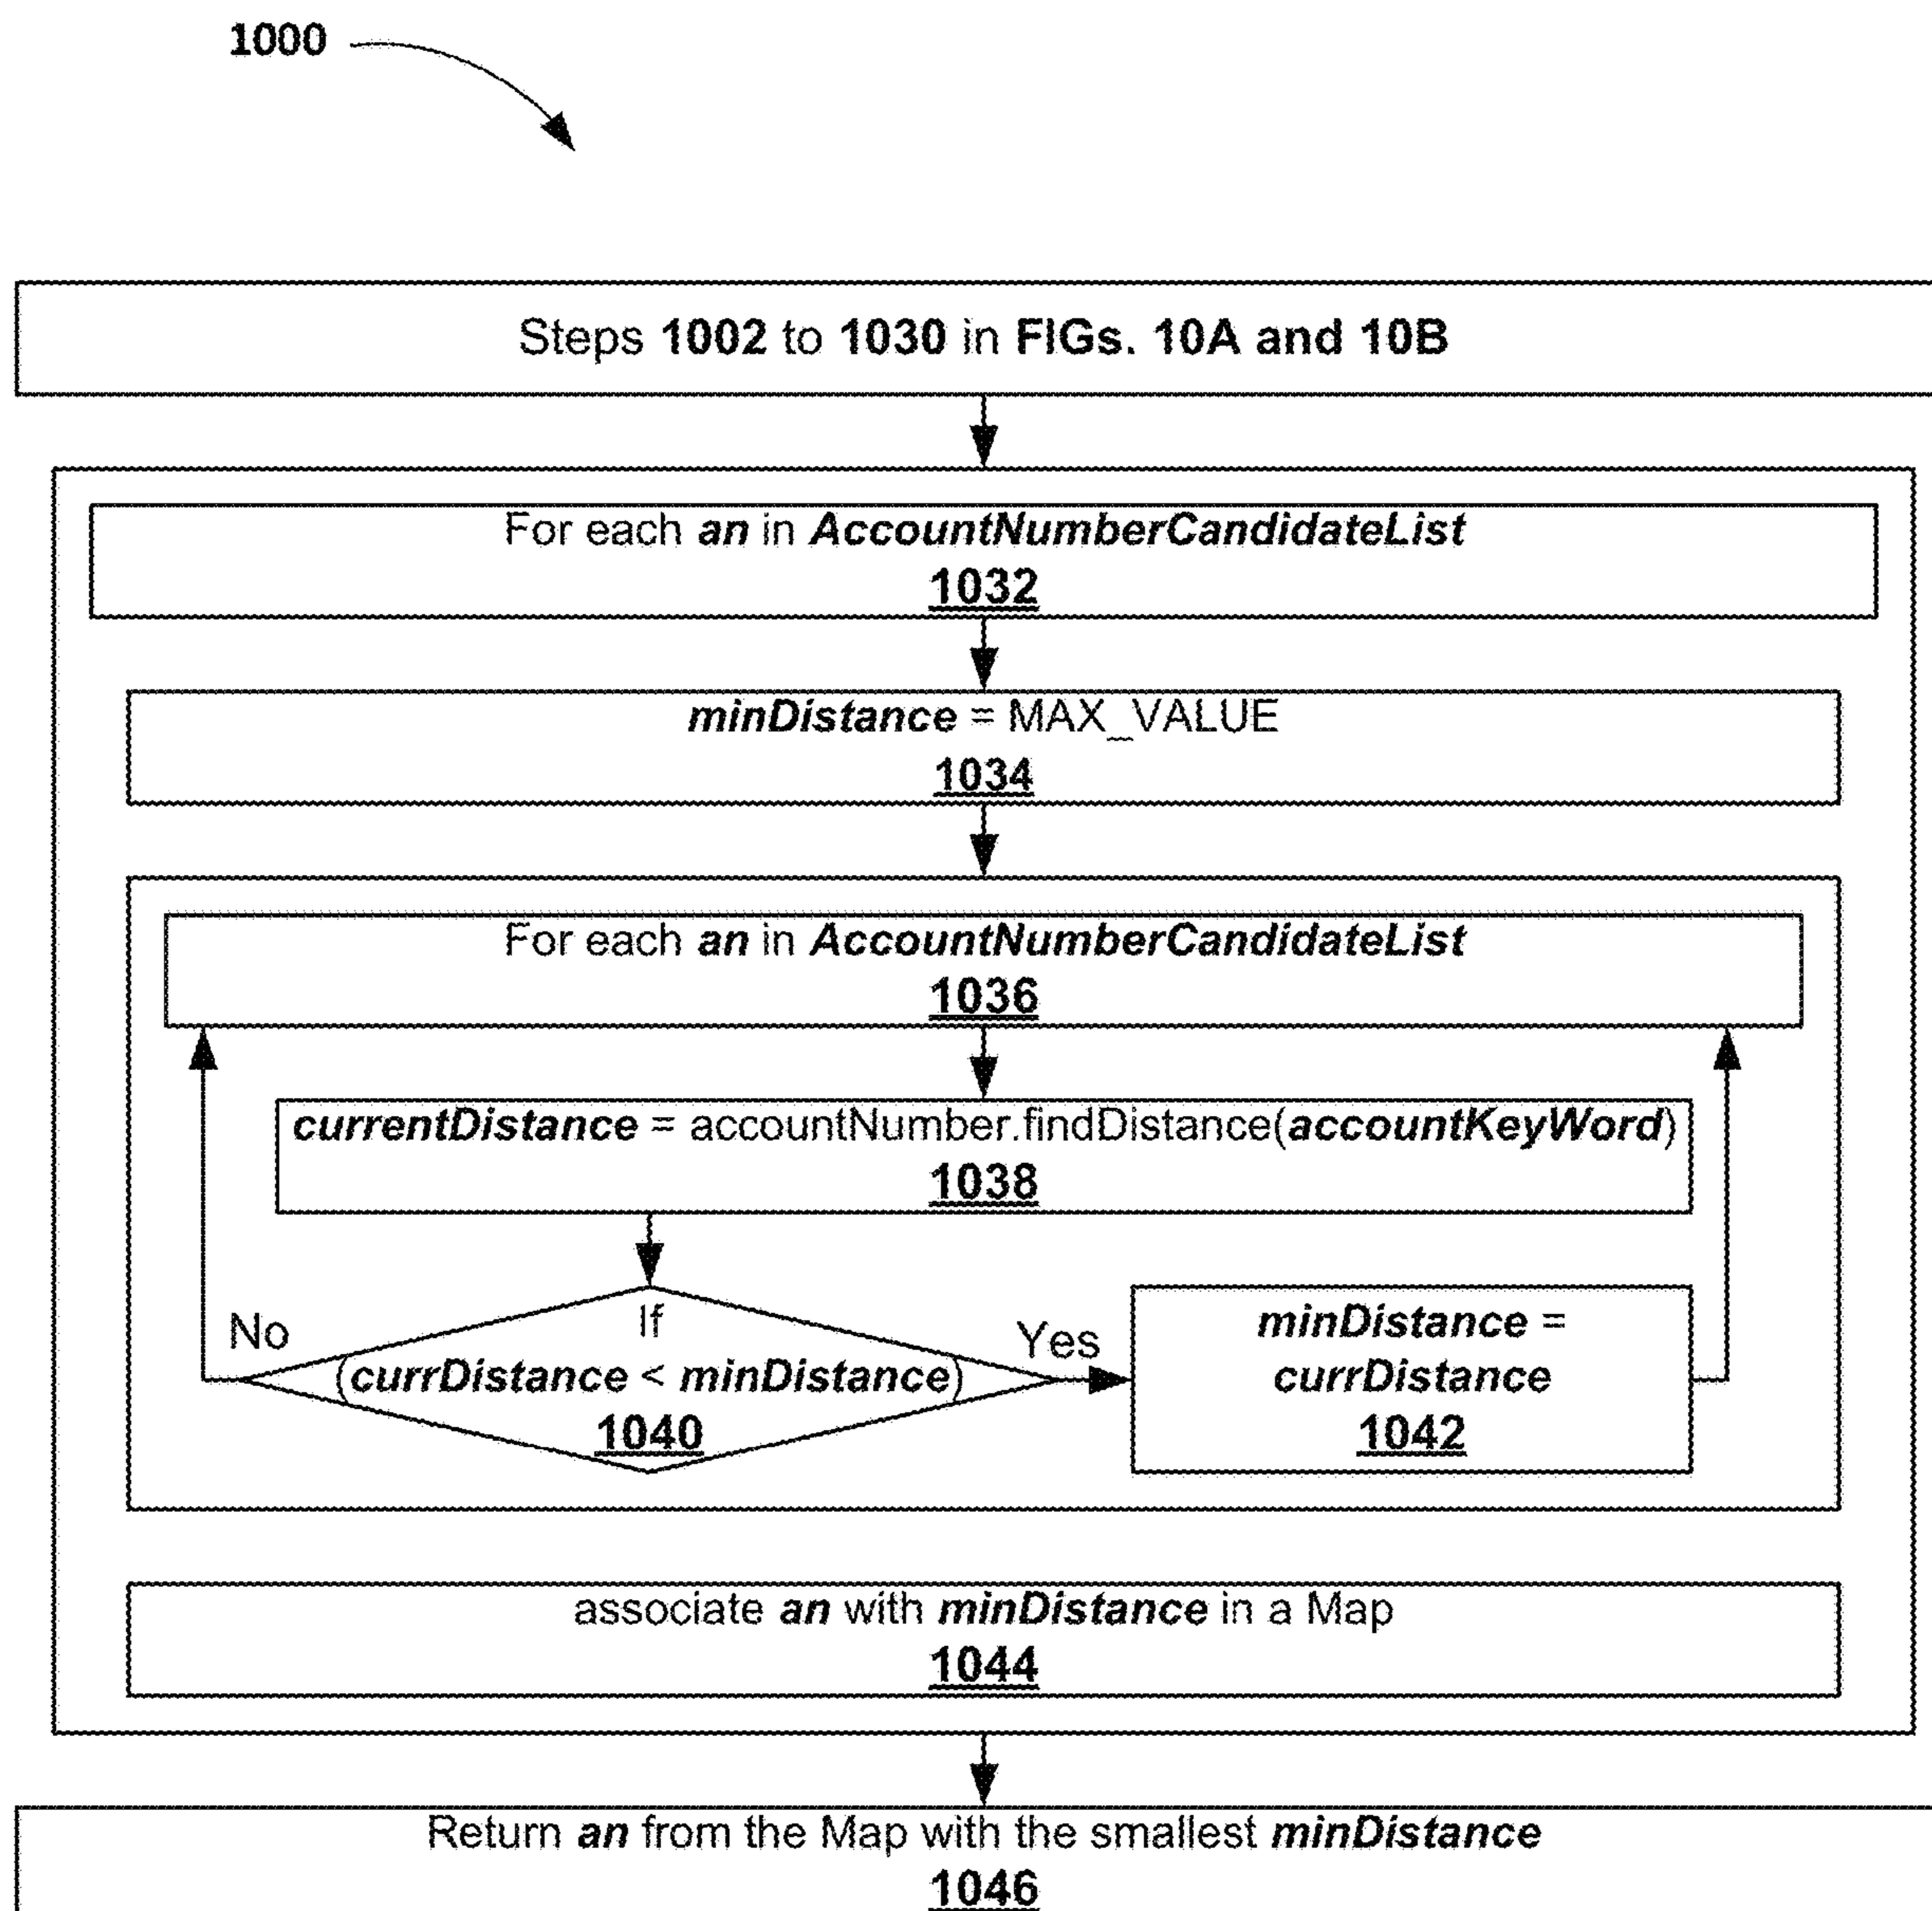 1000
Steps 1002 to 1030 in FIGs. 10A and 10B
For each an in AccountNumberCandidateList
1032
minDistance = MAX_VALUE
1034
For each an in AccountNumberCandidateList
1036
currentDistance = accountNumber.findDistance(accountKeyWord)
1038
No
If
Yes
(currDistance < minDistance)
1040
minDistance =
currDistance
1042
associate an with minDistance in a Map
1044
Return an from the Map with the smallest minDistance
1046